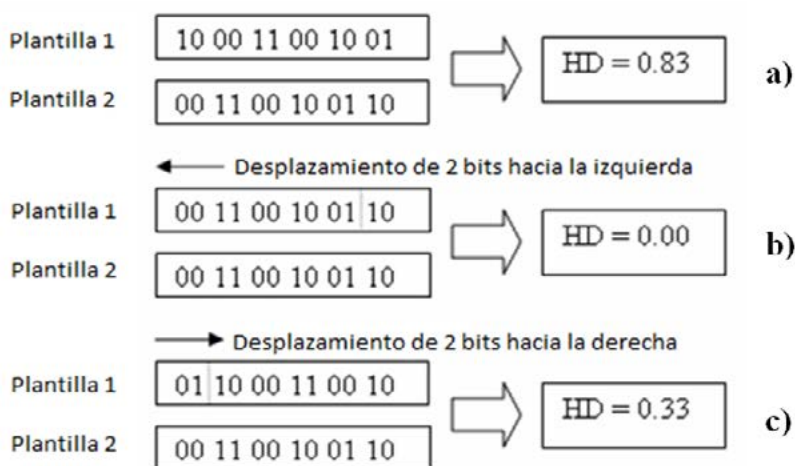 Plantilla 1 10 00 11 00 10 01
HD = 0.83
a)
Plantilla 2 00 11 00 10 01 10
Desplazamiento de 2 bits hacia la izquierda
Plantilla 1 00 11 00 10 01 10
HD = 0.00
b)
Plantilla 2 00 11 00 10 01 10
Desplazamiento de 2 bits hacia la derecha
Plantilla 1 01 10 00 11 00 10
HD = 0.33
c)
Plantilla 2 00 11 00 10 01 10